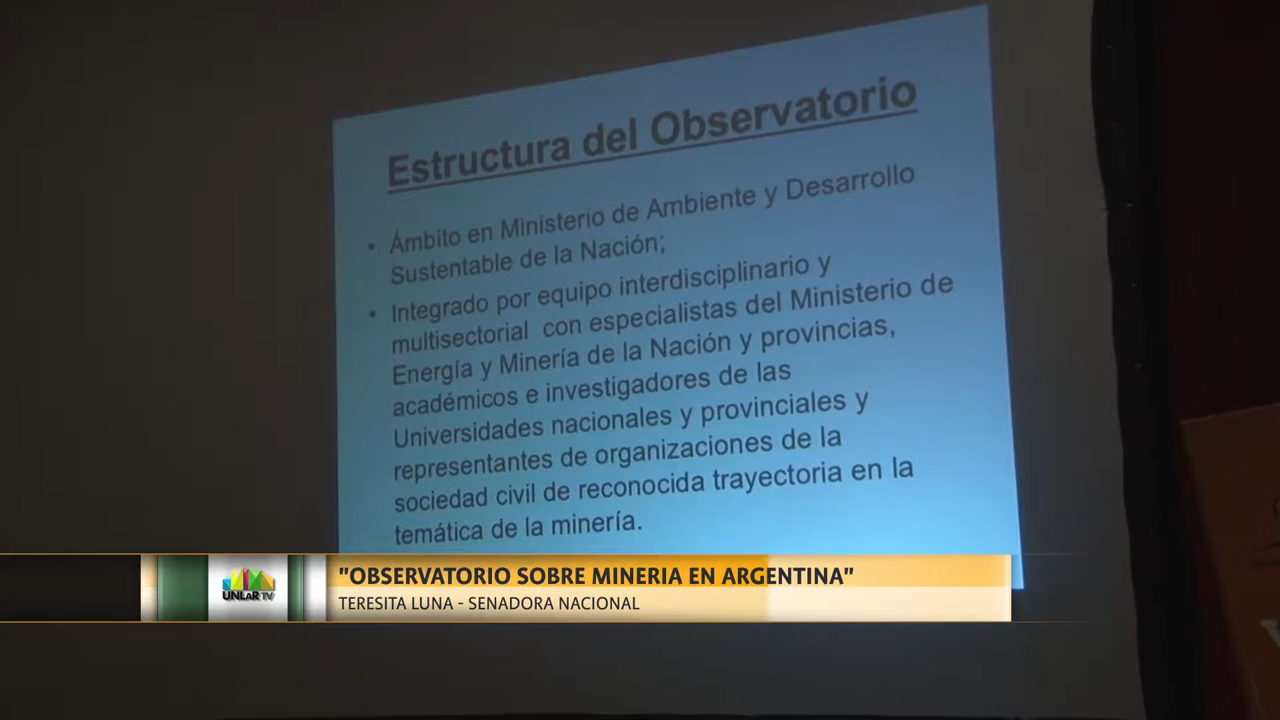 Estructura del Observatorio
• Ámbito en Ministerio de Ambiente y Desarrollo
Sustentable de la Nación;
• Integrado por equipo interdisciplinario y
multisectorial con especialistas del Ministerio de
Energía y Minería de la Nación y provincias,
académicos e investigadores de las
Universidades nacionales y provinciales y
representantes de organizaciones de la
sociedad civil de reconocida trayectoria en la
temática de la minería.
"OBSERVATORIO SOBRE MINERIA EN ARGENTINA"
UNLaR TV
TERESITA LUNA - SENADORA NACIONAL